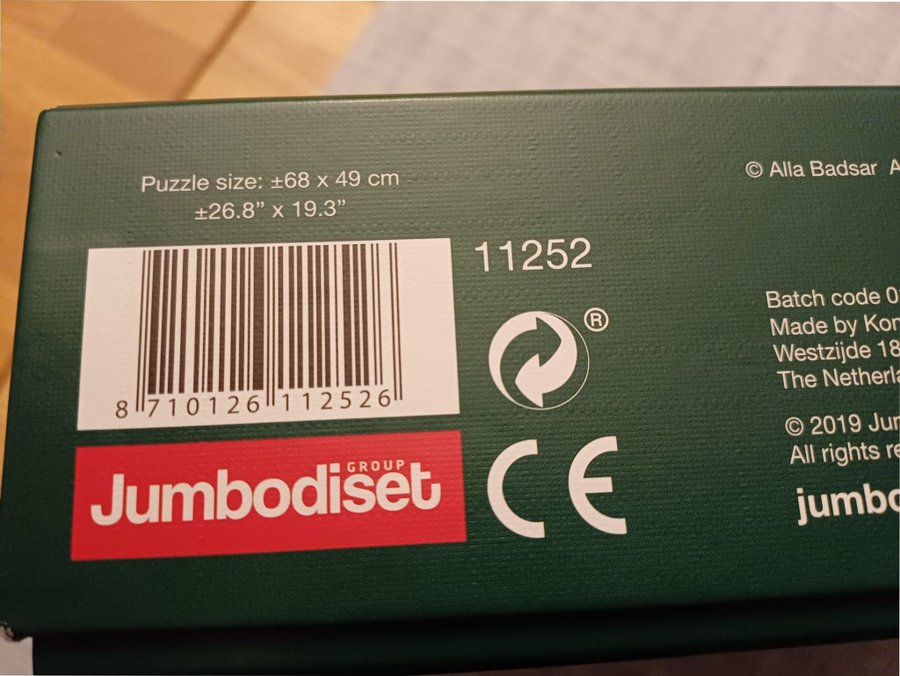 Puzzle size: ±68 x 49 cm
±26.8” x 19.3”
© Alla Badsar
11252
®
8 710126 112526
Batch code
Made by
Westzijde 18
The
© 2019
All rights
GROUP
Jumbodiset
CE